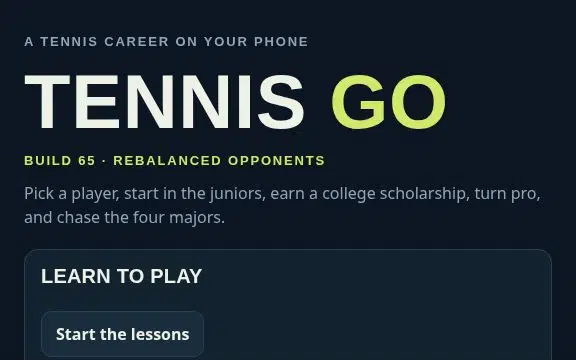 A TENNIS CAREER ON YOUR PHONE
TENNIS GO
BUILD 65 · REBALANCED OPPONENTS
Pick a player, start in the juniors, earn a college scholarship, turn pro,
and chase the four majors.
LEARN TO PLAY
Start the lessons